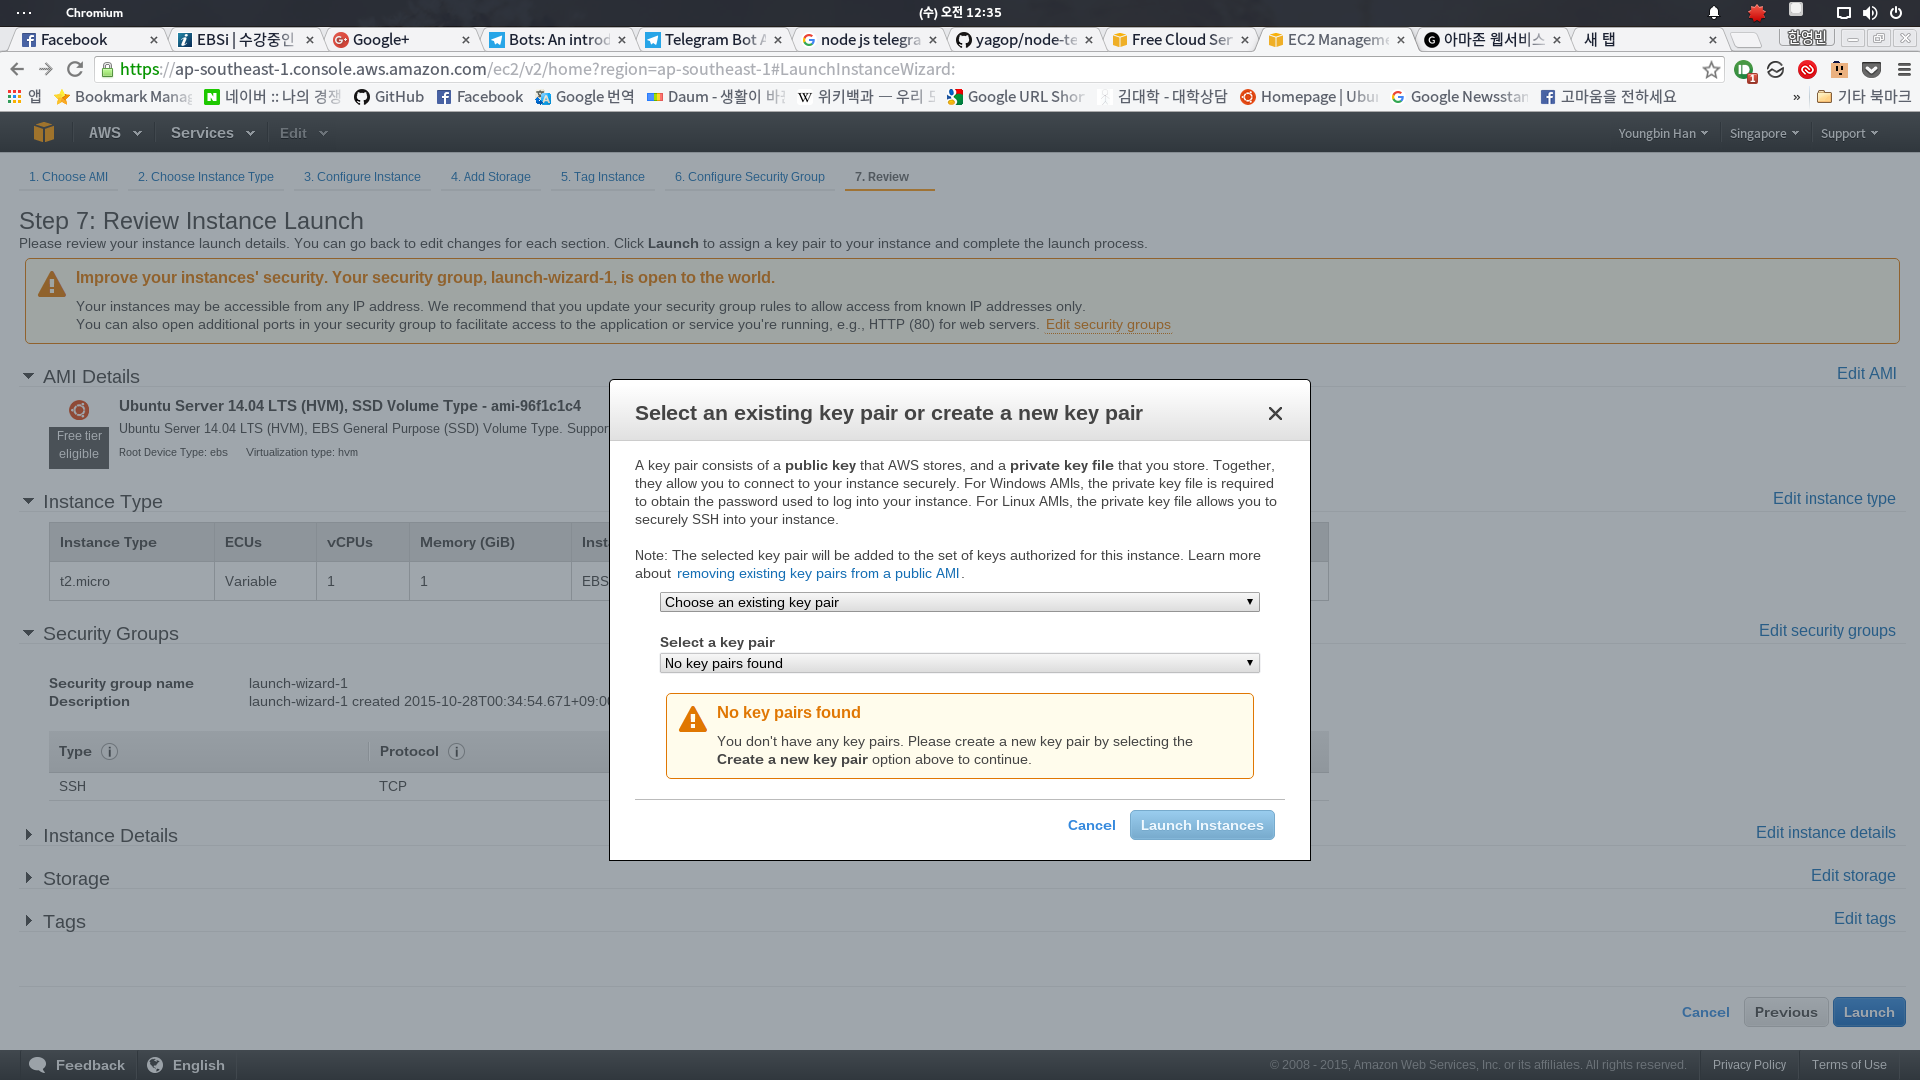 Chromium
(수) 오전 12:35
Facebook
EBSi | 수강중인
Google+
Bots: An introd
Telegram Bot A
node js telegra
yagop/node-te
Free Cloud Ser
EC2 Manageme
아마존 웹서비스
새 탭
한영빈
https://ap-southeast-1.console.aws.amazon.com/ec2/v2/home?region=ap-southeast-1#LaunchInstanceWizard:
앱
Bookmark Manag
네이버 :: 나의 경쟁
GitHub
Facebook
Google 번역
Daum - 생활이 바
위키백과 — 우리
Google URL Shor
김대학 - 대학상담
Homepage | Ubu
Google Newsstan
고마움을 전하세요
»
기타 북마크
AWS
Services
Edit
Youngbin Han
Singapore
Support
1. Choose AMI
2. Choose Instance Type
3. Configure Instance
4. Add Storage
5. Tag Instance
6. Configure Security Group
7. Review
Step 7: Review Instance Launch
Please review your instance launch details. You can go back to edit changes for each section. Click Launch to assign a key pair to your instance and complete the launch process.
Improve your instances' security. Your security group, launch-wizard-1, is open to the world.
Your instances may be accessible from any IP address. We recommend that you update your security group rules to allow access from known IP addresses only.
You can also open additional ports in your security group to facilitate access to the application or service you're running, e.g., HTTP (80) for web servers. Edit security groups
AMI Details
Edit AMI
Free tier
eligible
Ubuntu Server 14.04 LTS (HVM), SSD Volume Type - ami-96f1c1c4
Ubuntu Server 14.04 LTS (HVM), EBS General Purpose (SSD) Volume Type. Suppor
Root Device Type: ebs Virtualization type: hvm
Instance Type
Edit instance type
Instance Type ECUs vCPUs Memory (GiB) Inst
t2.micro Variable 1 1 EBS
Security Groups
Edit security groups
Security group name launch-wizard-1
Description launch-wizard-1 created 2015-10-28T00:34:54.671+09:00
Type Protocol
SSH TCP
Instance Details
Edit instance details
Storage
Edit storage
Tags
Edit tags
Select an existing key pair or create a new key pair
A key pair consists of a public key that AWS stores, and a private key file that you store. Together,
they allow you to connect to your instance securely. For Windows AMIs, the private key file is required
to obtain the password used to log into your instance. For Linux AMIs, the private key file allows you to
securely SSH into your instance.
Note: The selected key pair will be added to the set of keys authorized for this instance. Learn more
about removing existing key pairs from a public AMI.
Choose an existing key pair
Select a key pair
No key pairs found
No key pairs found
You don't have any key pairs. Please create a new key pair by selecting the
Create a new key pair option above to continue.
Cancel
Launch Instances
Cancel
Previous
Launch
Feedback
English
© 2008 - 2015, Amazon Web Services, Inc. or its affiliates. All rights reserved.
Privacy Policy
Terms of Use